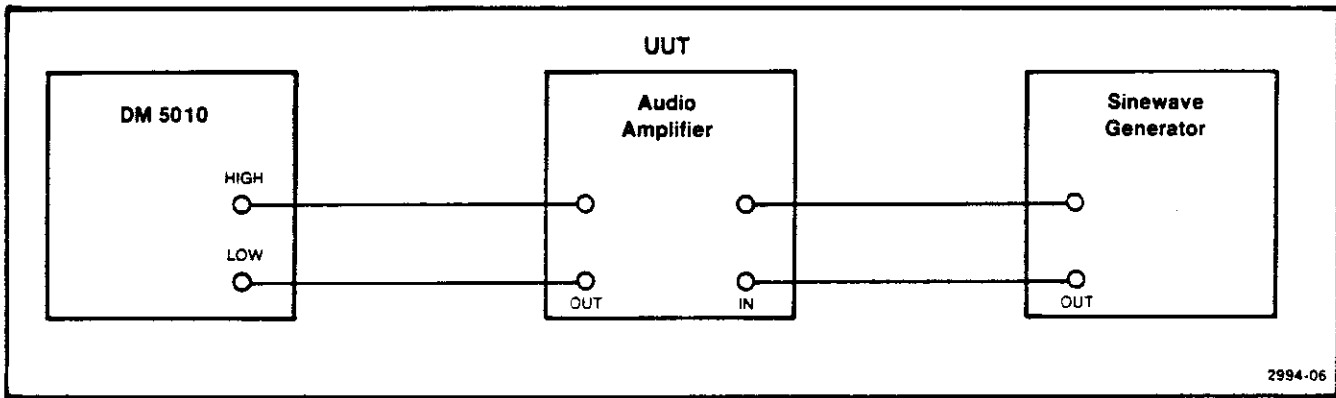 UUT
DM 5010
HIGH
LOW
Audio
Amplifier
OUT
IN
Sinewave
Generator
OUT
2994-06